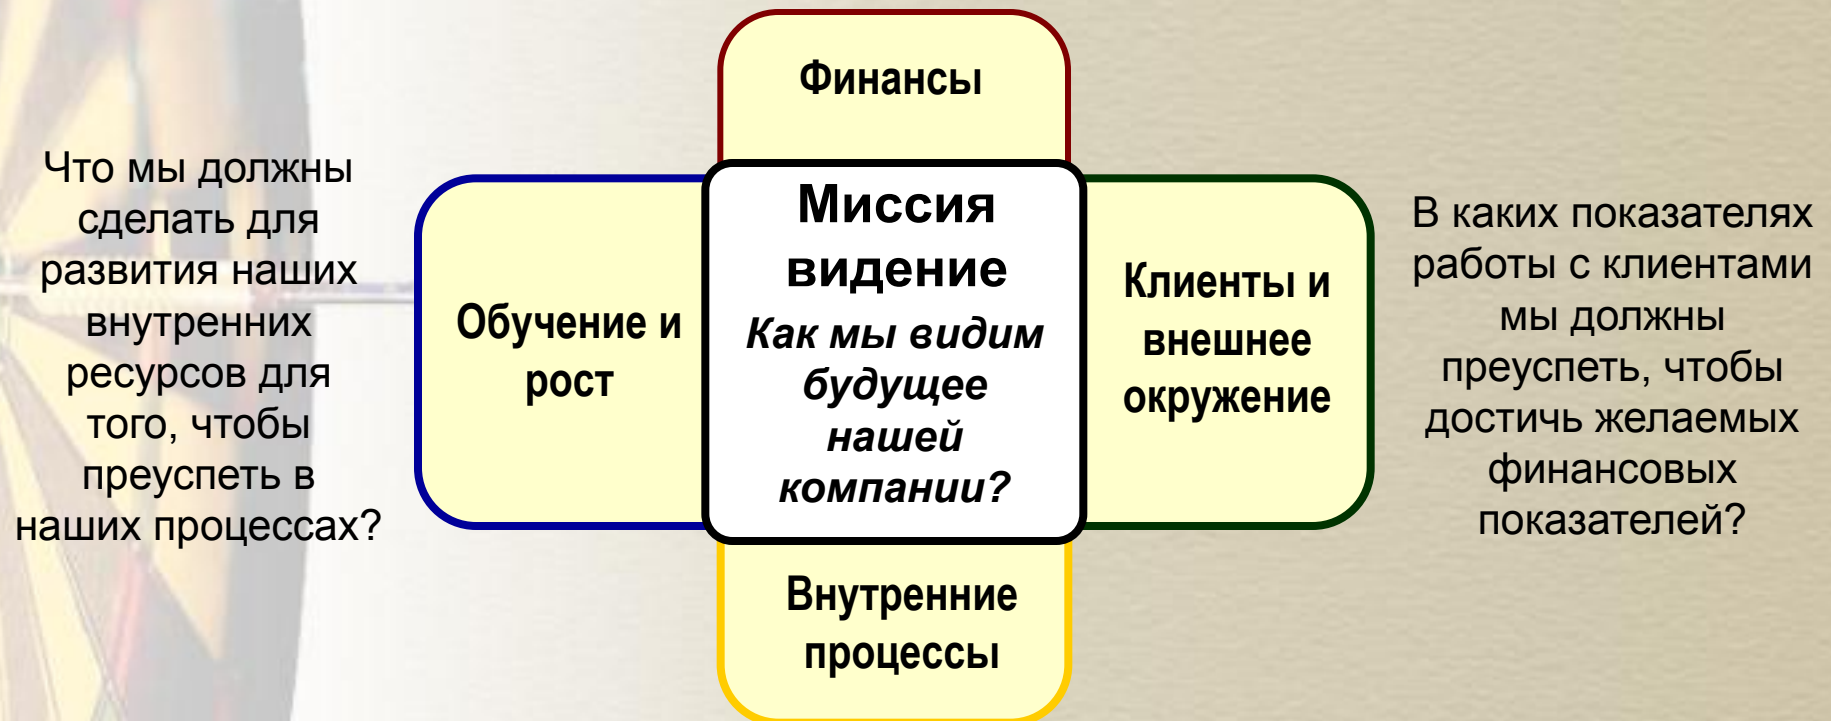 Финансы
Что мы должны
сделать для
развития наших
внутренних
ресурсов для
того, чтобы
преуспеть в
наших процессах?
Обучение и
рост
Миссия
видение
Как мы видим
будущее
нашей
компании?
Клиенты и
внешнее
окружение
В каких показателях
работы с клиентами
мы должны
преуспеть, чтобы
достичь желаемых
финансовых
показателей?
Внутренние
процессы